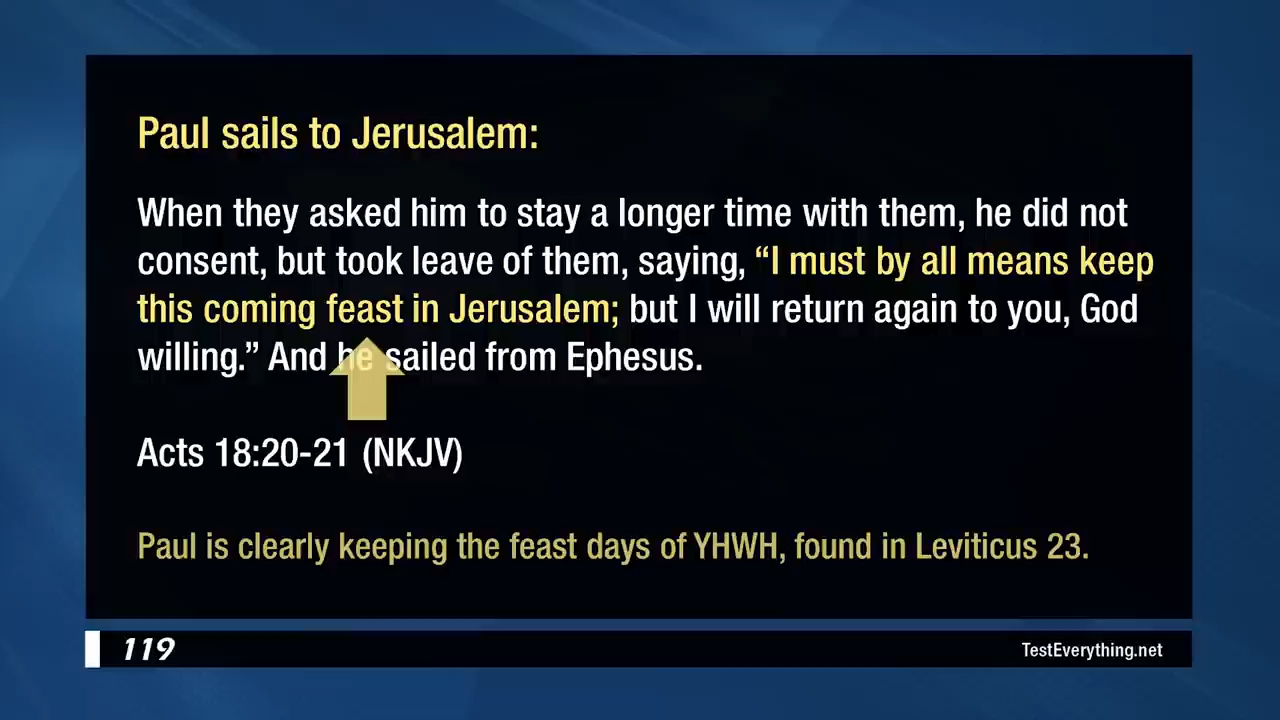 Paul sails to Jerusalem:
When they asked him to stay a longer time with them, he did not
consent, but took leave of them, saying, “I must by all means keep
this coming feast in Jerusalem; but I will return again to you, God
willing.” And he sailed from Ephesus.
Acts 18:20-21 (NKJV)
Paul is clearly keeping the feast days of YHWH, found in Leviticus 23.
119
TestEverything.net